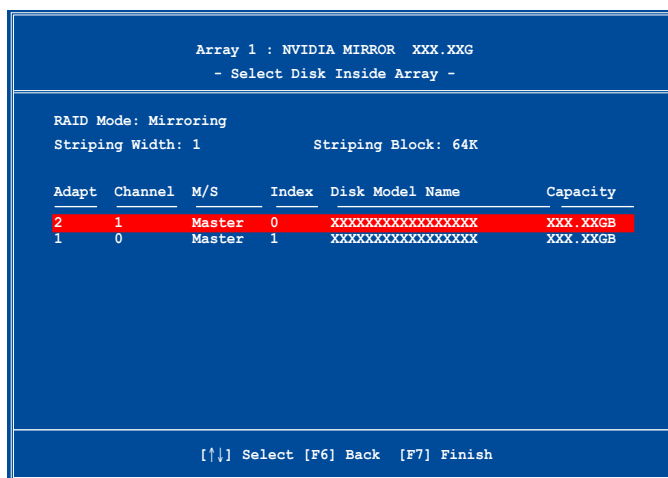 Array 1 : NVIDIA MIRROR XXX.XXG
- Select Disk Inside Array -
RAID Mode: Mirroring
Striping Width: 1 Striping Block: 64K
Adapt Channel M/S Index Disk Model Name Capacity
2 1 Master 0 XXXXXXXXXXXXXXXXX XXX.XXGB
1 0 Master 1 XXXXXXXXXXXXXXXXX XXX.XXGB
[↑↓] Select [F6] Back [F7] Finish